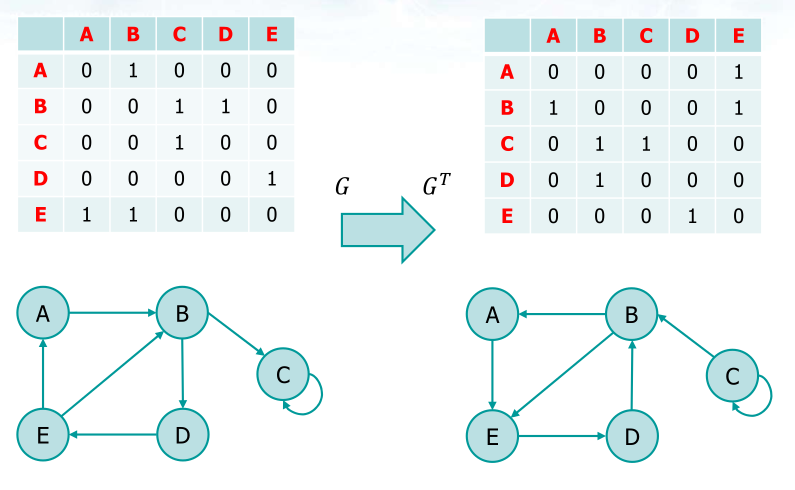 A B C D E
A 0 1 0 0 0
B 0 0 1 1 0
C 0 0 1 0 0
D 0 0 0 0 1
E 1 1 0 0 0
G G^T
A B C D E
A 0 0 0 0 1
B 1 0 0 0 1
C 0 1 1 0 0
D 0 1 0 0 0
E 0 0 0 1 0
A B
C
E D
A B
C
E D